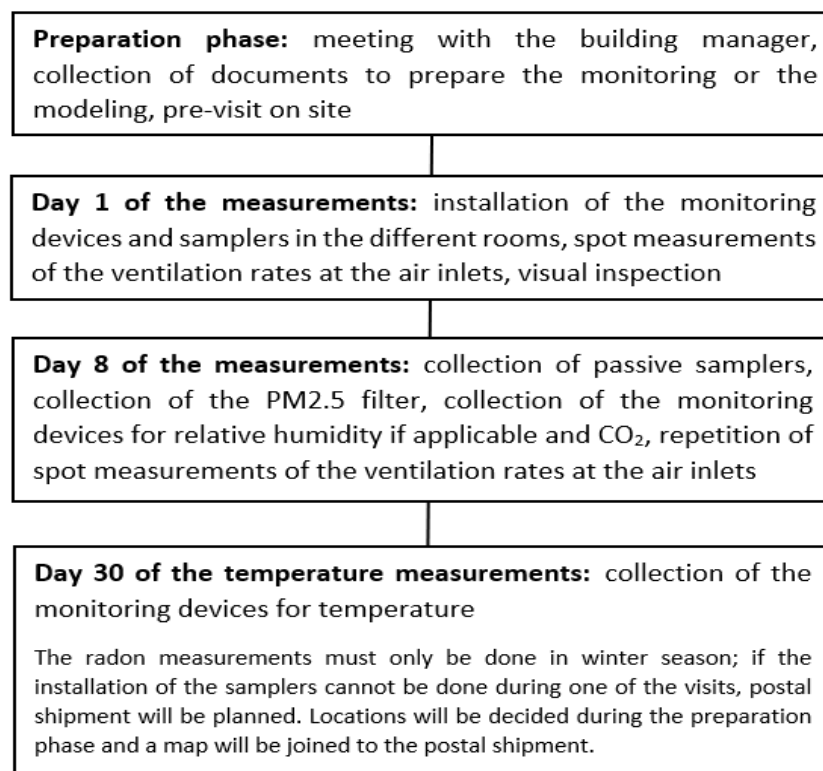 Preparation phase: meeting with the building manager,
collection of documents to prepare the monitoring or the
modeling, pre-visit on site
Day 1 of the measurements: installation of the monitoring
devices and samplers in the different rooms, spot measurements
of the ventilation rates at the air inlets, visual inspection
Day 8 of the measurements: collection of passive samplers,
collection of the PM2.5 filter, collection of the monitoring
devices for relative humidity if applicable and CO₂, repetition of
spot measurements of the ventilation rates at the air inlets
Day 30 of the temperature measurements: collection of the
monitoring devices for temperature
The radon measurements must only be done in winter season; if the
installation of the samplers cannot be done during one of the visits, postal
shipment will be planned. Locations will be decided during the preparation
phase and a map will be joined to the postal shipment.